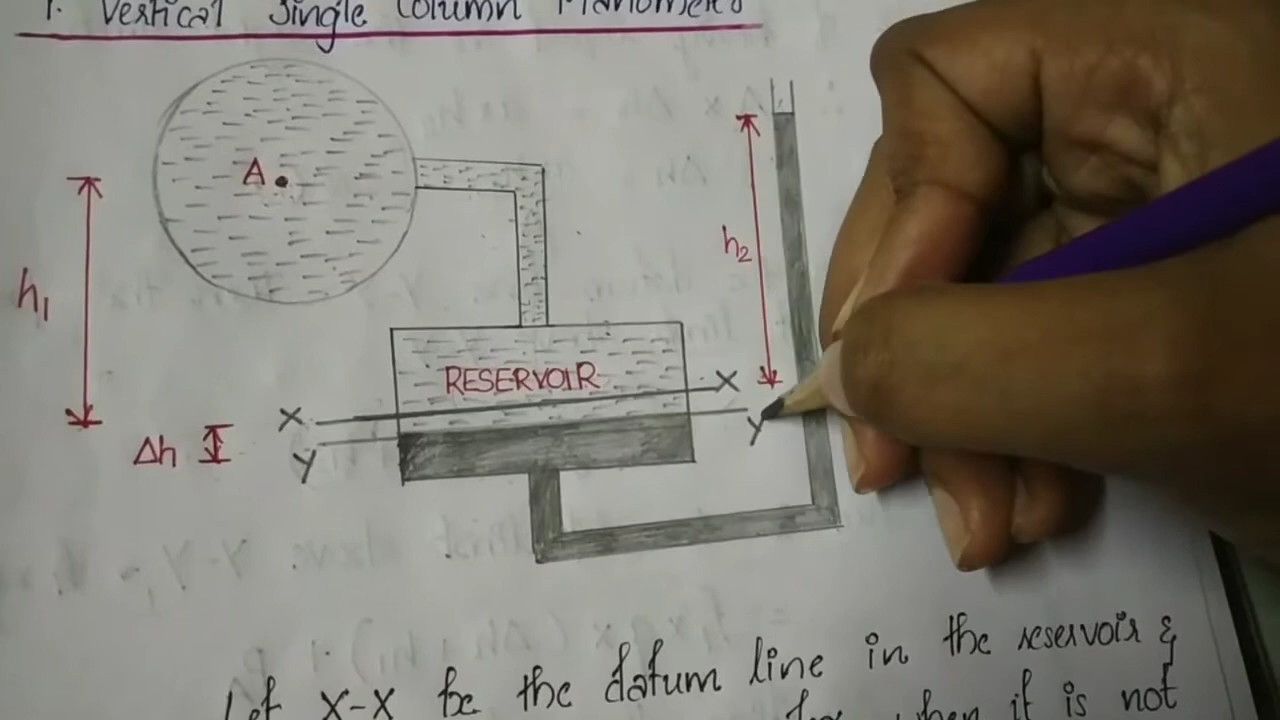 1. Vertical Single Column Manometers
A
h₁
h₂
RESERVOIR
X
X
Δh
y
y
Let X-X be the datum line in the reservoir &
when it is not